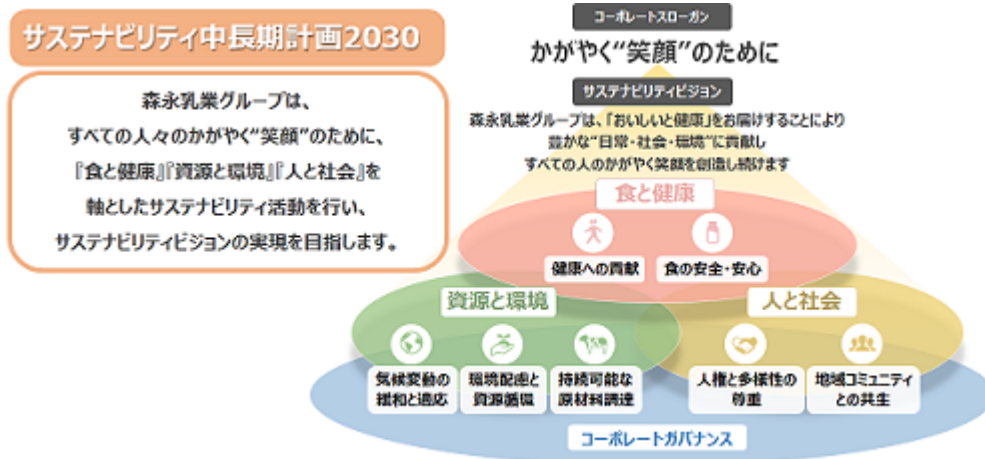 サステナビリティ中長期計画2030
森永乳業グループは、
すべての人々のかがやく“笑顔”のために、
『食と健康』『資源と環境』『人と社会』を
軸としたサステナビリティ活動を行い、
サステナビリティビジョンの実現を目指します。
コーポレートスローガン
かがやく“笑顔”のために
サステナビリティビジョン
森永乳業グループは、「おいしいと健康」をお届けすることにより
豊かな“日常・社会・環境”に貢献し
すべての人のかがやく笑顔を創造し続けます
食と健康
健康への貢献
食の安全・安心
資源と環境
気候変動の
緩和と適応
環境配慮と
資源循環
持続可能な
原材料調達
人と社会
人権と多様性の
尊重
地域コミュニティ
との共生
コーポレートガバナンス